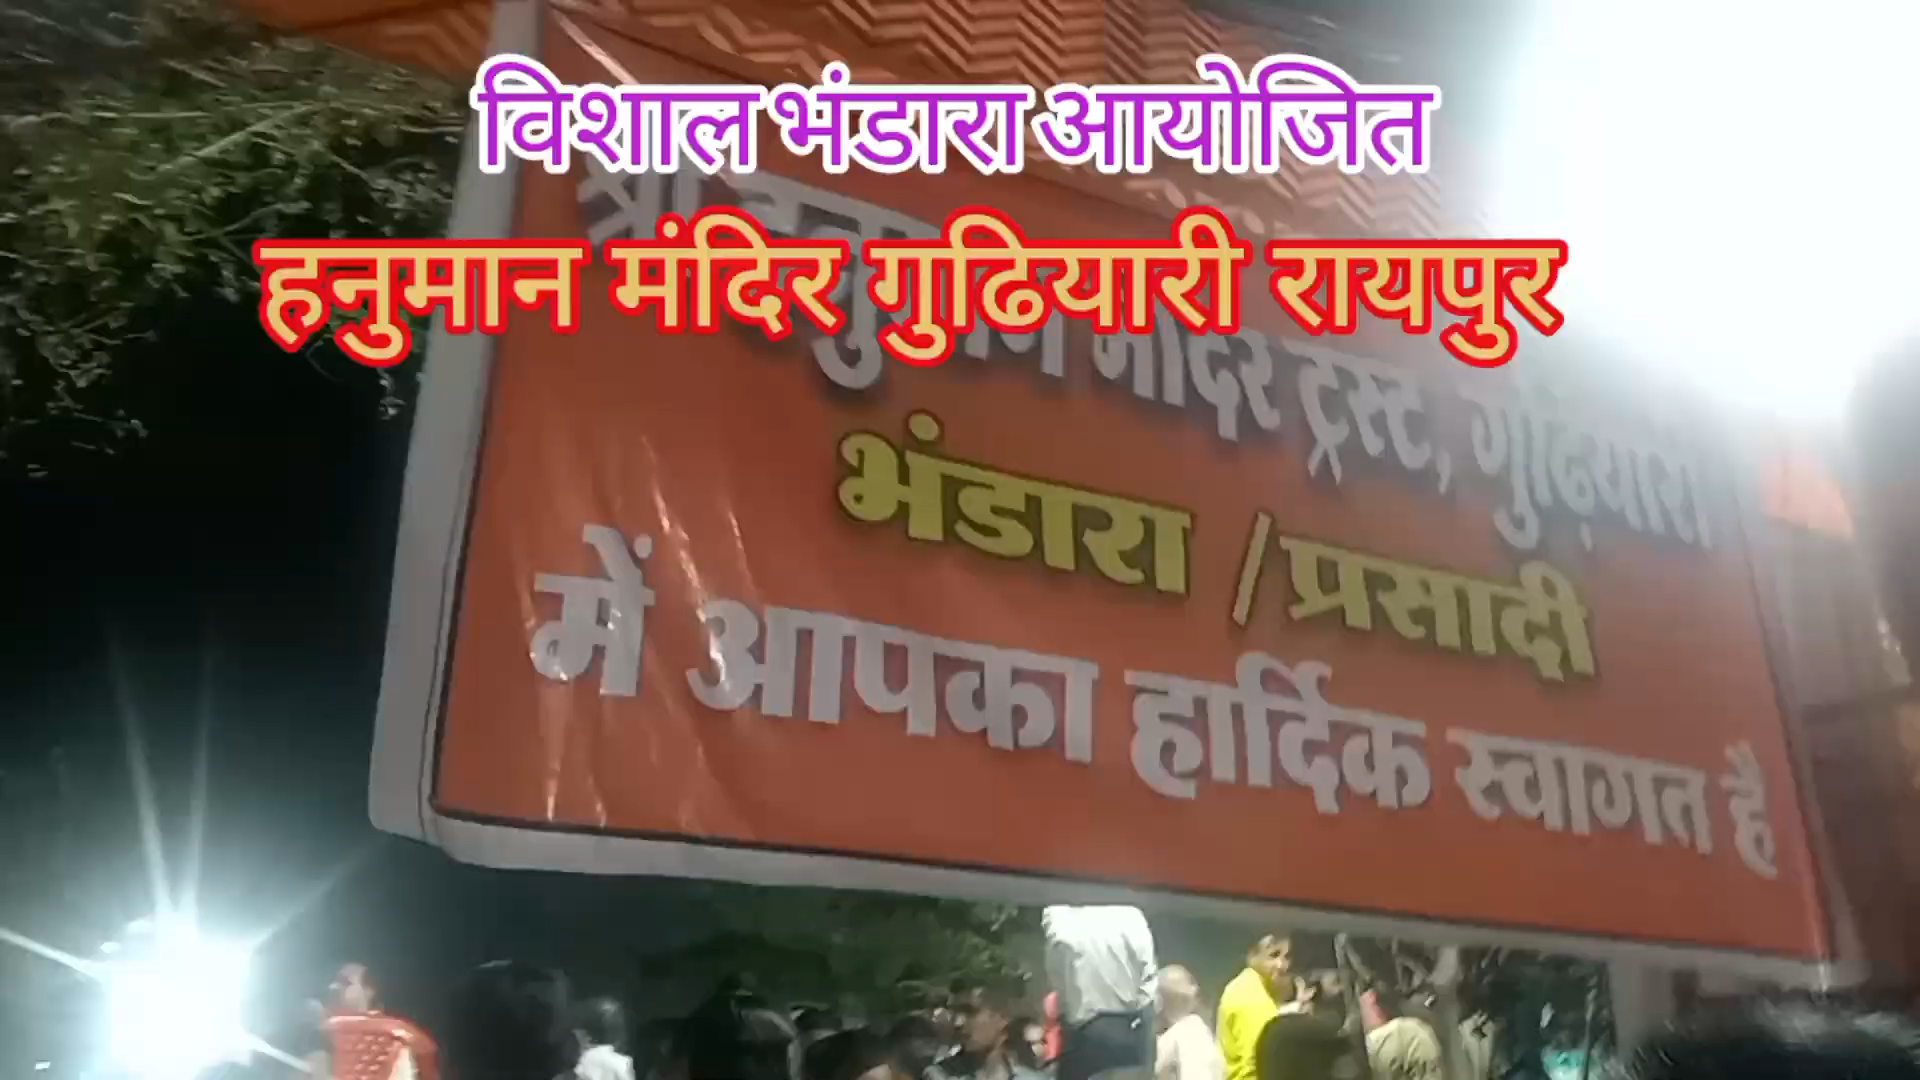 विशाल भंडारा आयोजित
हनुमान मंदिर गुढियारी रायपुर
मंदिर ट्रस्ट, गुढ़ियारी
भंडारा / प्रसादी
में आपका हार्दिक स्वागत है